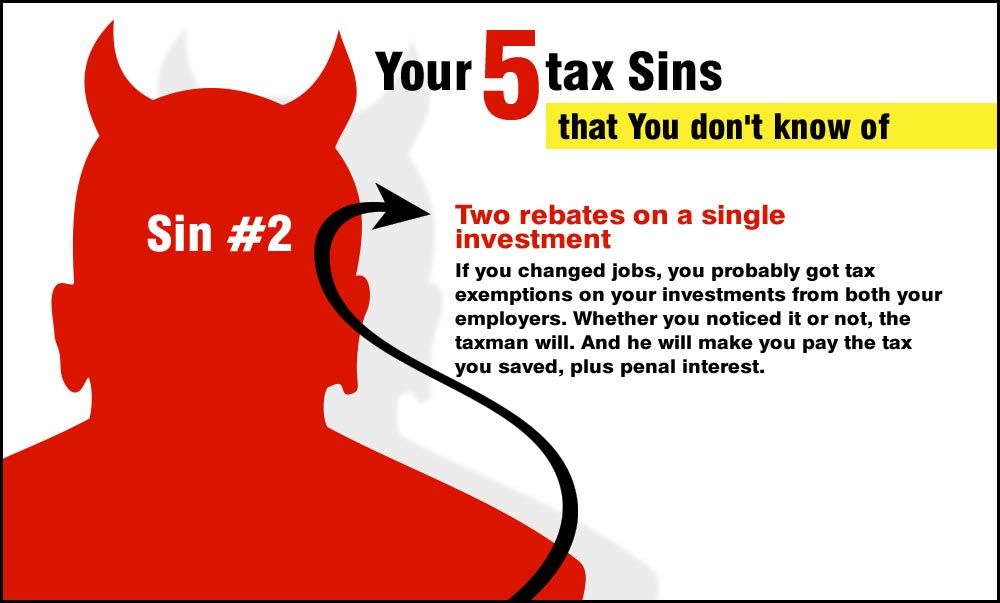 Your 5 tax Sins
that You don't know of
Sin #2
Two rebates on a single
investment
If you changed jobs, you probably got tax
exemptions on your investments from both your
employers. Whether you noticed it or not, the
taxman will. And he will make you pay the tax
you saved, plus penal interest.